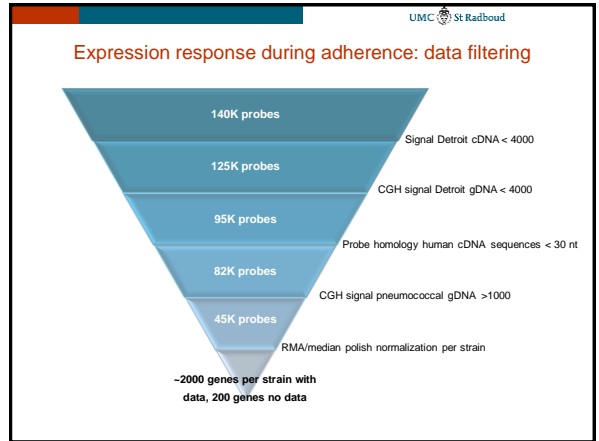 UMC St Radboud
Expression response during adherence: data filtering
140K probes
Signal Detroit cDNA < 4000
125K probes
CGH signal Detroit gDNA < 4000
95K probes
Probe homology human cDNA sequences < 30 nt
82K probes
CGH signal pneumococcal gDNA >1000
45K probes
RMA/median polish normalization per strain
~2000 genes per strain with
data, 200 genes no data